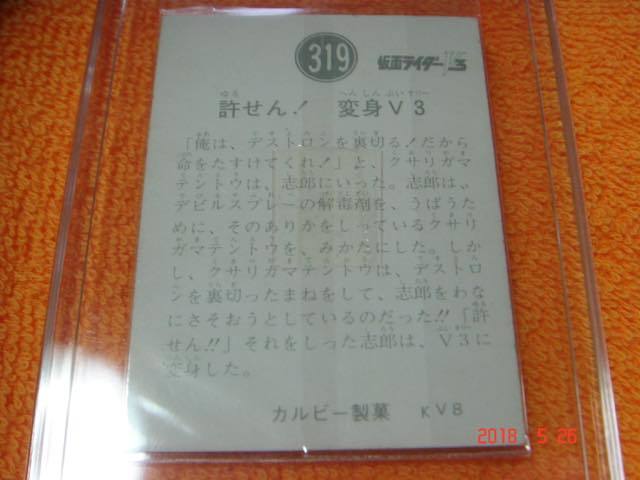 319
仮面ライダーV3
許せん! 変身V3
「俺は、デストロンを裏切る!だから
命をたすけてくれ!」と、クサリガマ
テントウは、志郎にいった。志郎は、
デビルスプレーの解毒剤を、うばうた
めに、そのありかをしっているクサリ
ガマテントウを、みかたにした。しか
し、クサリガマテントウは、デストロ
ンを裏切ったまねをして、志郎をわな
にさそおうとしているのだった!!「許
せん!!」それをしった志郎は、V3に
変身した。
カルビー製菓 KV8
2018 5 26